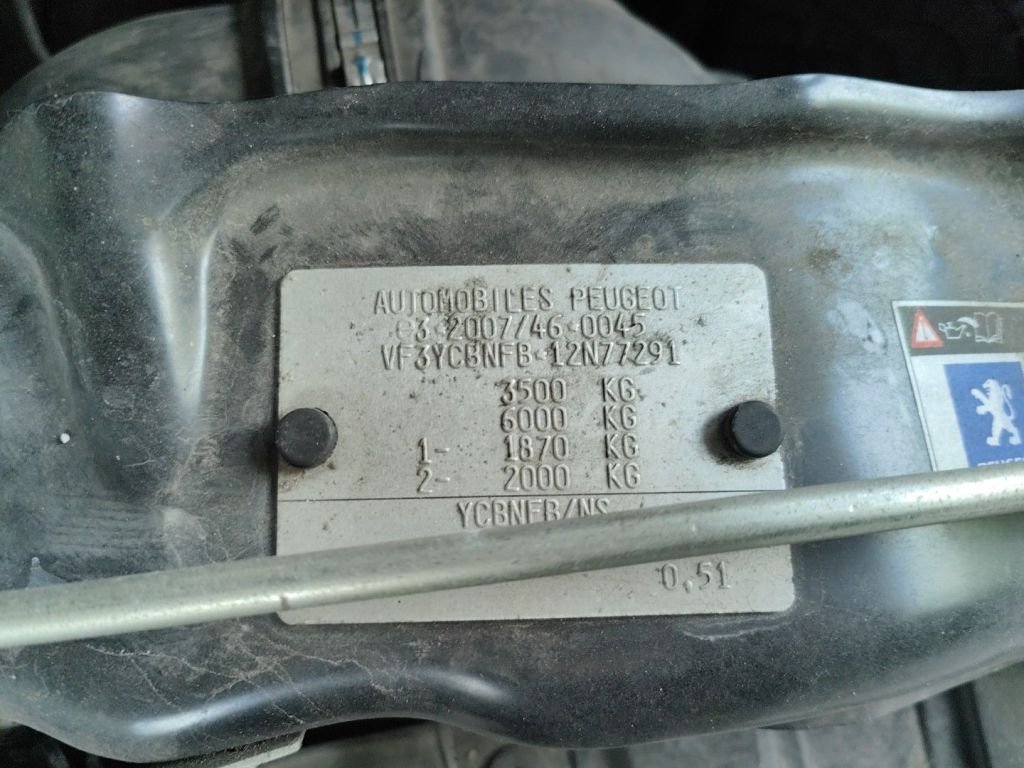 AUTOMOBILES PEUGEOT
e3*2007/46*0045
VF3YCBNFB*12N77291
3500 KG
6000 KG
1- 1870 KG
2- 2000 KG
YCBNFB/NS
0,51